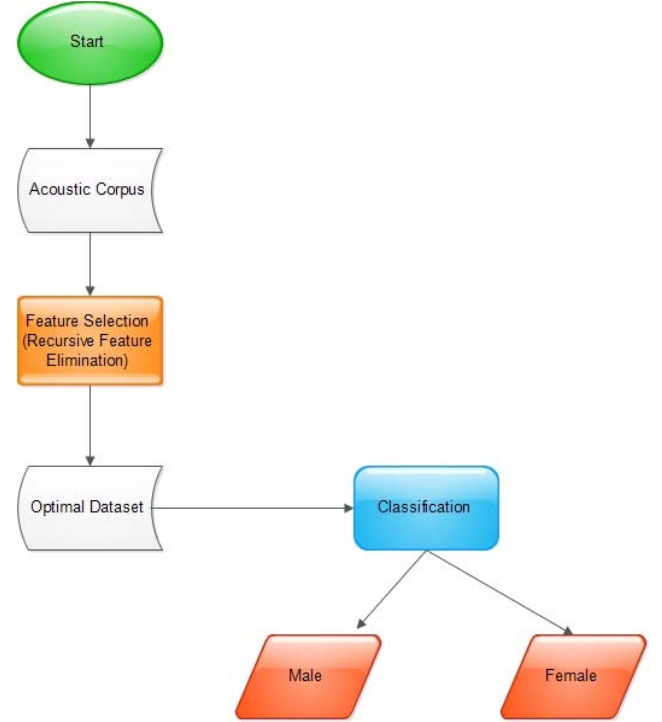 Start
Acoustic Corpus
Feature Selection
(Recursive Feature
Elimination)
Optimal Dataset
Classification
Male
Female